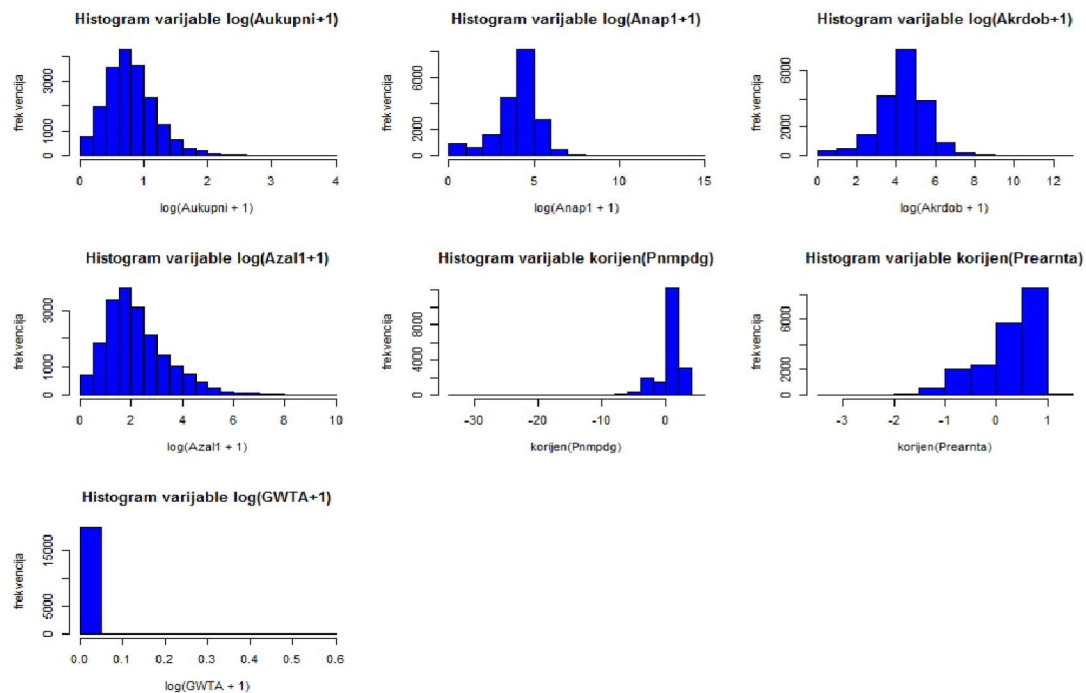 Histogram varijable log(Aukupni+1)
frekvencija
1000
3000
0
1
2
3
4
log(Aukupni + 1)
Histogram varijable log(Anap1+1)
frekvencija
0
2000
6000
0
5
10
15
log(Anap1 + 1)
Histogram varijable log(Akrdob+1)
frekvencija
0
2000
6000
0
2
4
6
8
10
12
log(Akrdob + 1)
Histogram varijable log(Azal1+1)
frekvencija
0
1000
3000
0
2
4
6
8
10
log(Azal1 + 1)
Histogram varijable korijen(Pnmpdg)
frekvencija
0
4000
8000
-30
-20
-10
0
korijen(Pnmpdg)
Histogram varijable korijen(Prearnta)
frekvencija
0
2000
6000
-3
-2
-1
0
1
korijen(Prearnta)
Histogram varijable log(GWTA+1)
frekvencija
0
5000
15000
0.0
0.1
0.2
0.3
0.4
0.5
0.6
log(GWTA + 1)